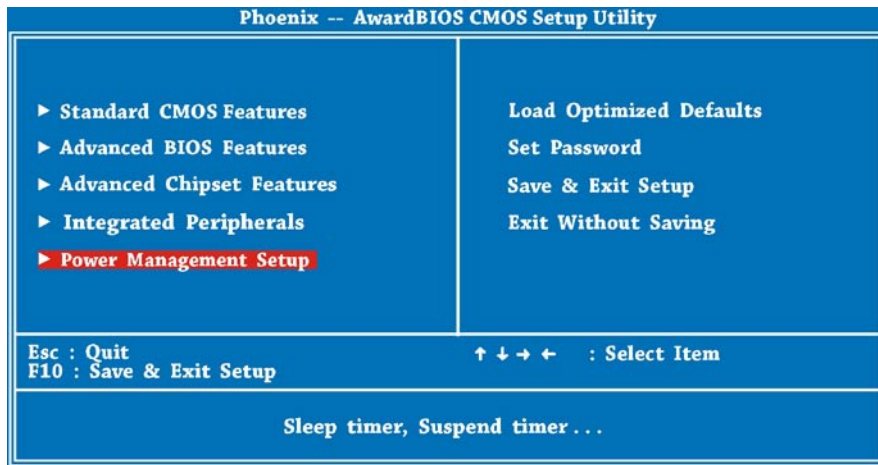 Phoenix -- AwardBIOS CMOS Setup Utility
▶ Standard CMOS Features
▶ Advanced BIOS Features
▶ Advanced Chipset Features
▶ Integrated Peripherals
▶ Power Management Setup
Load Optimized Defaults
Set Password
Save & Exit Setup
Exit Without Saving
Esc : Quit
F10 : Save & Exit Setup
↑ ↓ → ← : Select Item
Sleep timer, Suspend timer...